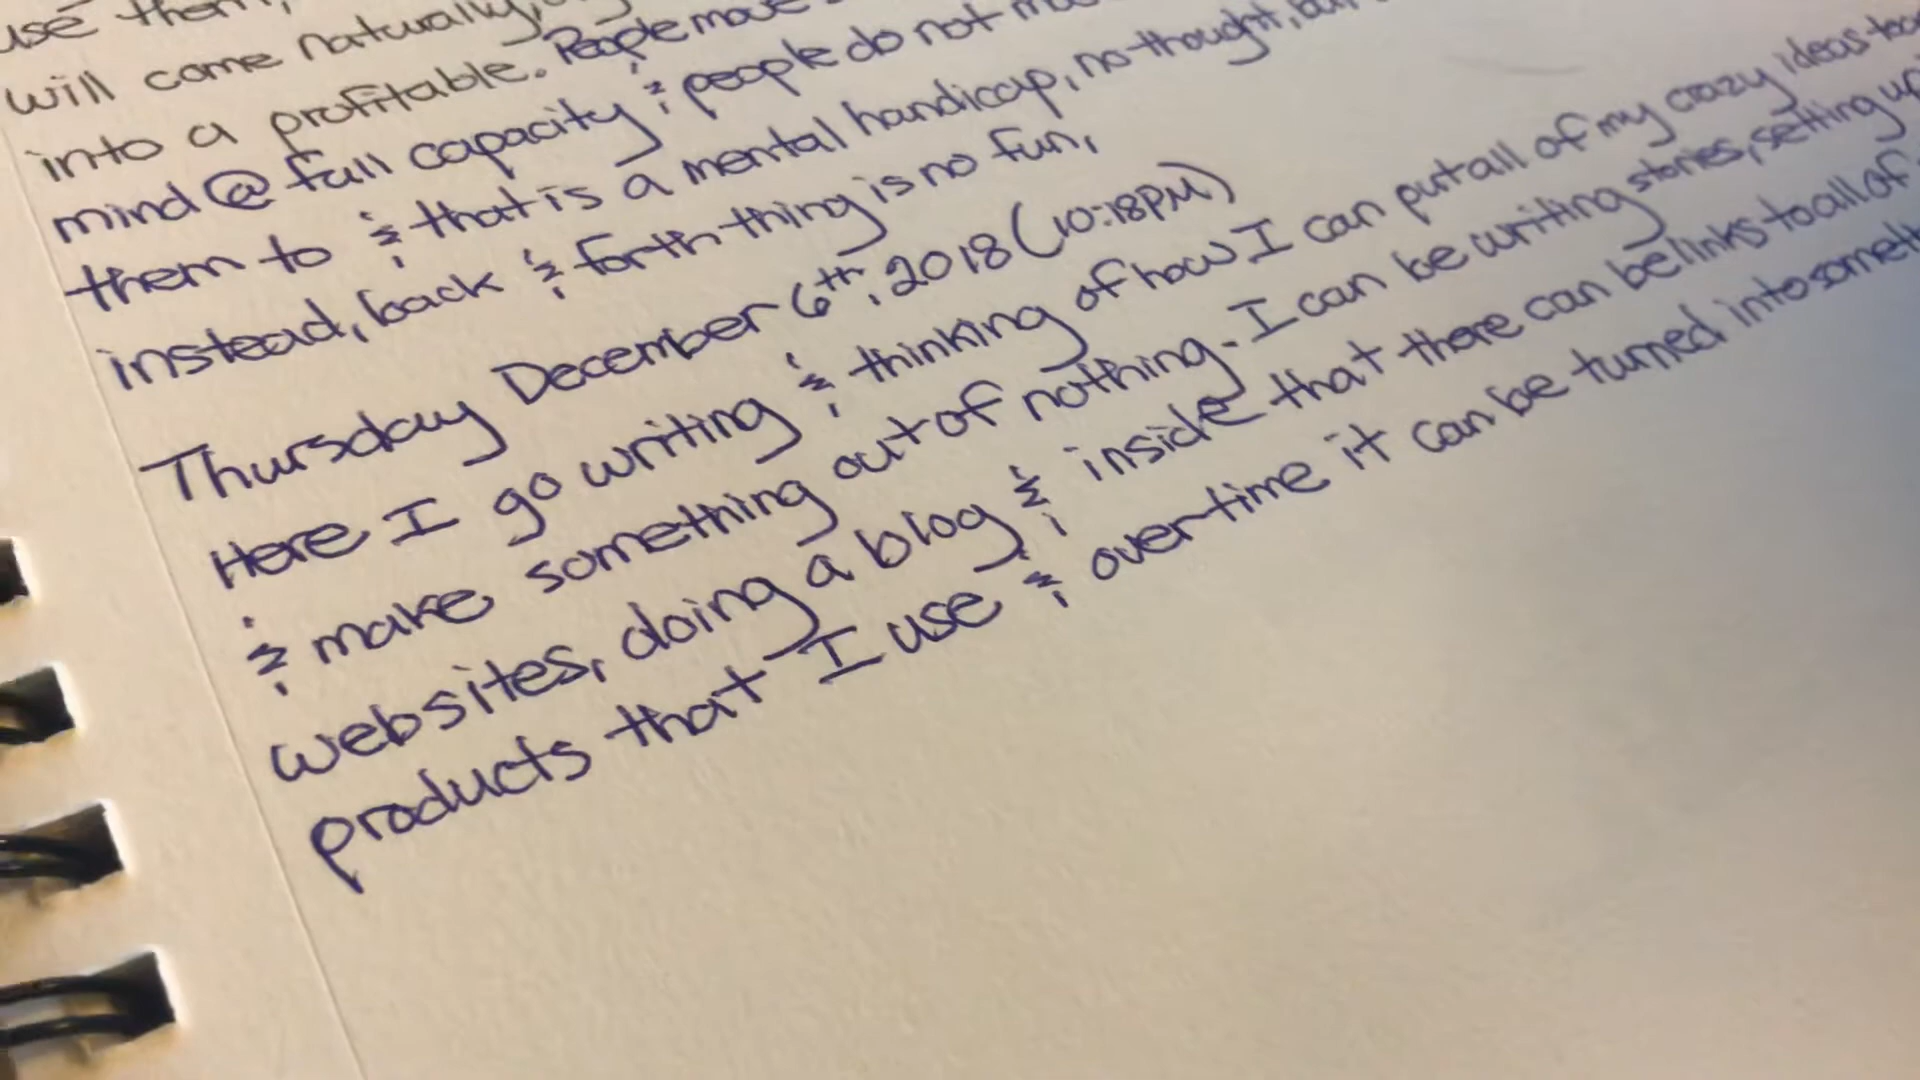 use them,
will come naturally,
into a profitable. People move
mind @ full capacity & people do not
them to & that is a mental handicap, no thought,
instead, back & forth thing is no fun,
Thursday December 6th, 2018 (10:18PM)
Here I go writing & thinking of how I can put all of my crazy ideas
& make something out of nothing. I can be writing stories, setting up
websites, doing a blog & inside that there can be links to all of
products that I use & overtime it can be turned into